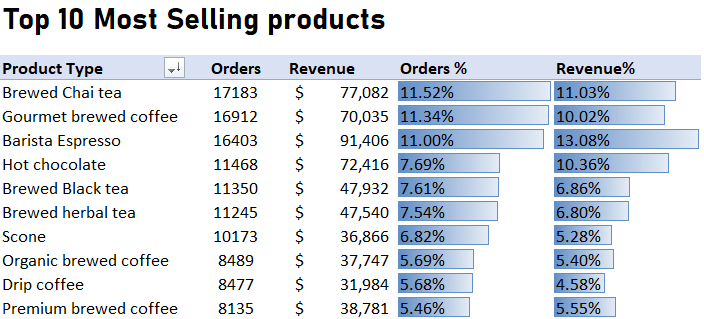 Top 10 Most Selling products
Product Type Orders Revenue Orders % Revenue%
Brewed Chai tea 17183 $ 77,082 11.52% 11.03%
Gourmet brewed coffee 16912 $ 70,035 11.34% 10.02%
Barista Espresso 16403 $ 91,406 11.00% 13.08%
Hot chocolate 11468 $ 72,416 7.69% 10.36%
Brewed Black tea 11350 $ 47,932 7.61% 6.86%
Brewed herbal tea 11245 $ 47,540 7.54% 6.80%
Scone 10173 $ 36,866 6.82% 5.28%
Organic brewed coffee 8489 $ 37,747 5.69% 5.40%
Drip coffee 8477 $ 31,984 5.68% 4.58%
Premium brewed coffee 8135 $ 38,781 5.46% 5.55%